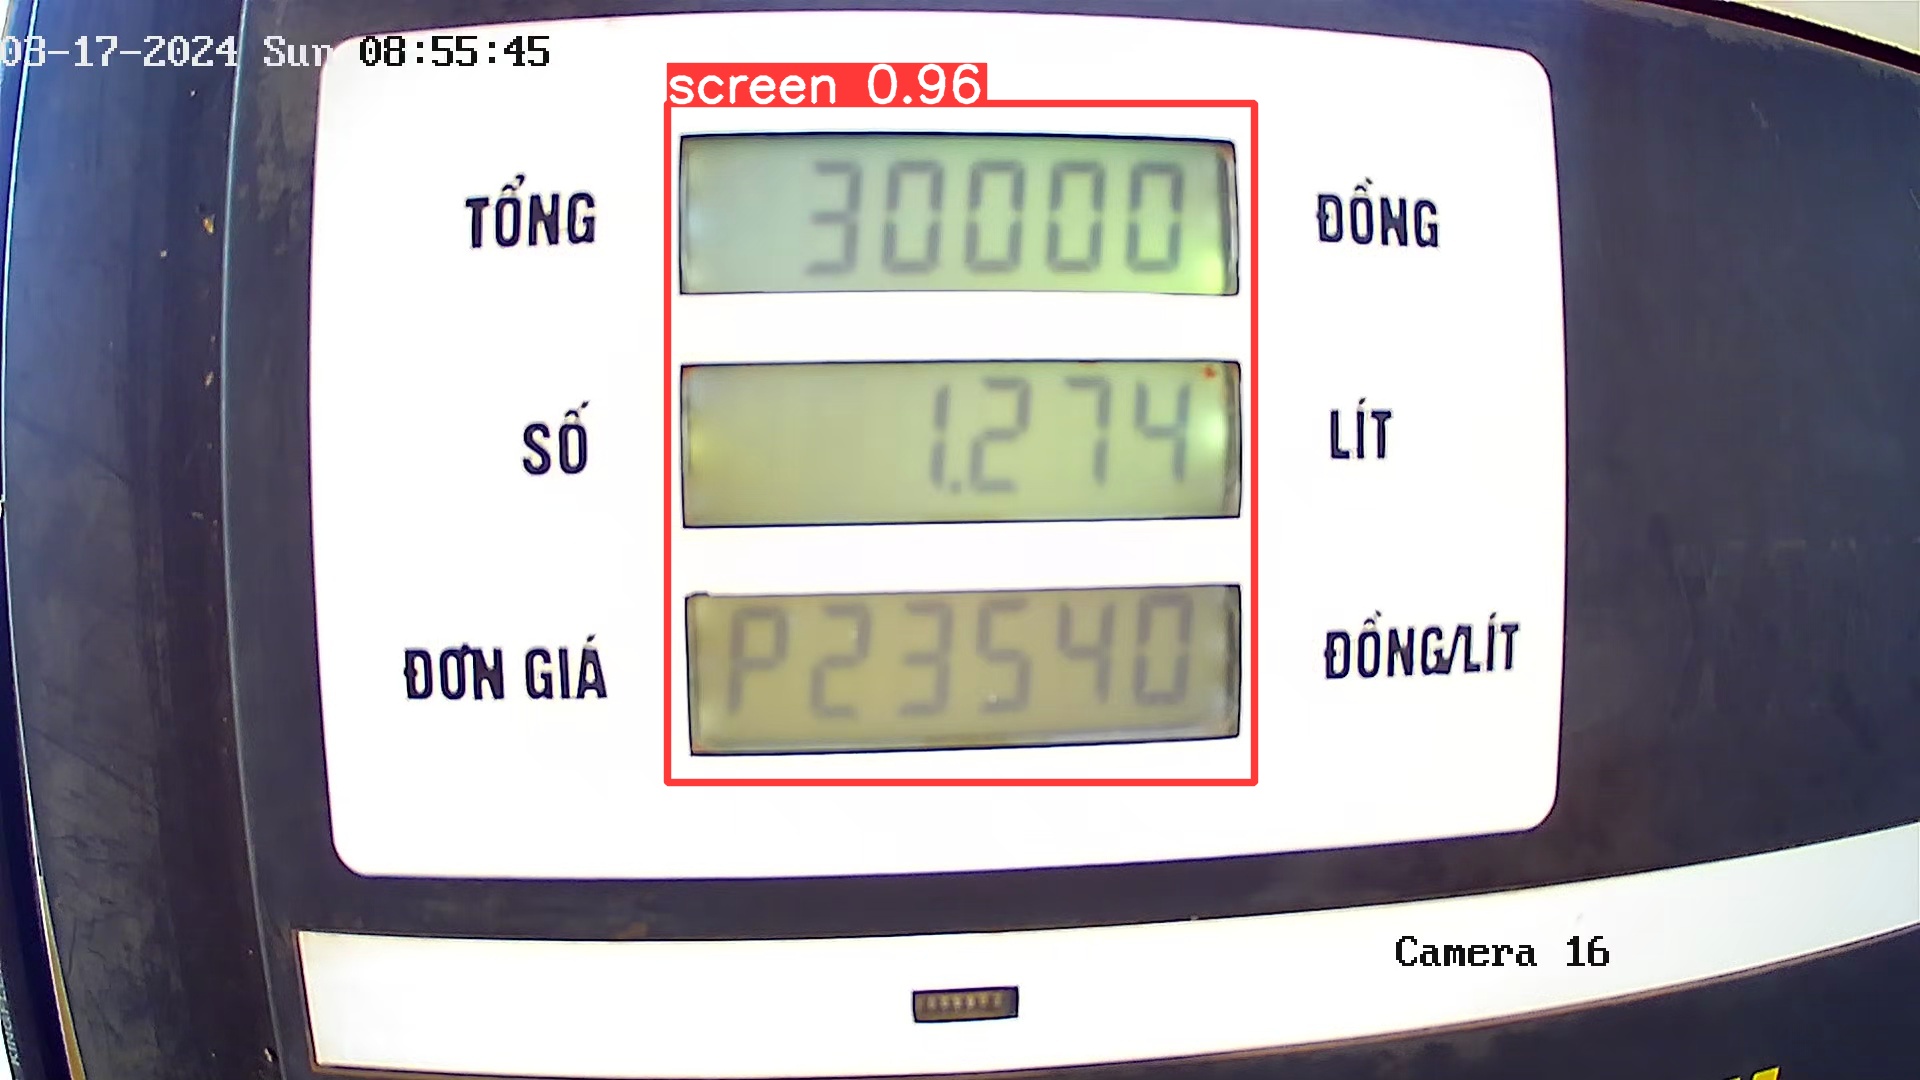 03-17-2024 Sun 08:55:45
screen 0.96
TỔNG 30000 ĐỒNG
SỐ 1.274 LÍT
ĐƠN GIÁ P23540 ĐỒNG/LÍT
Camera 16